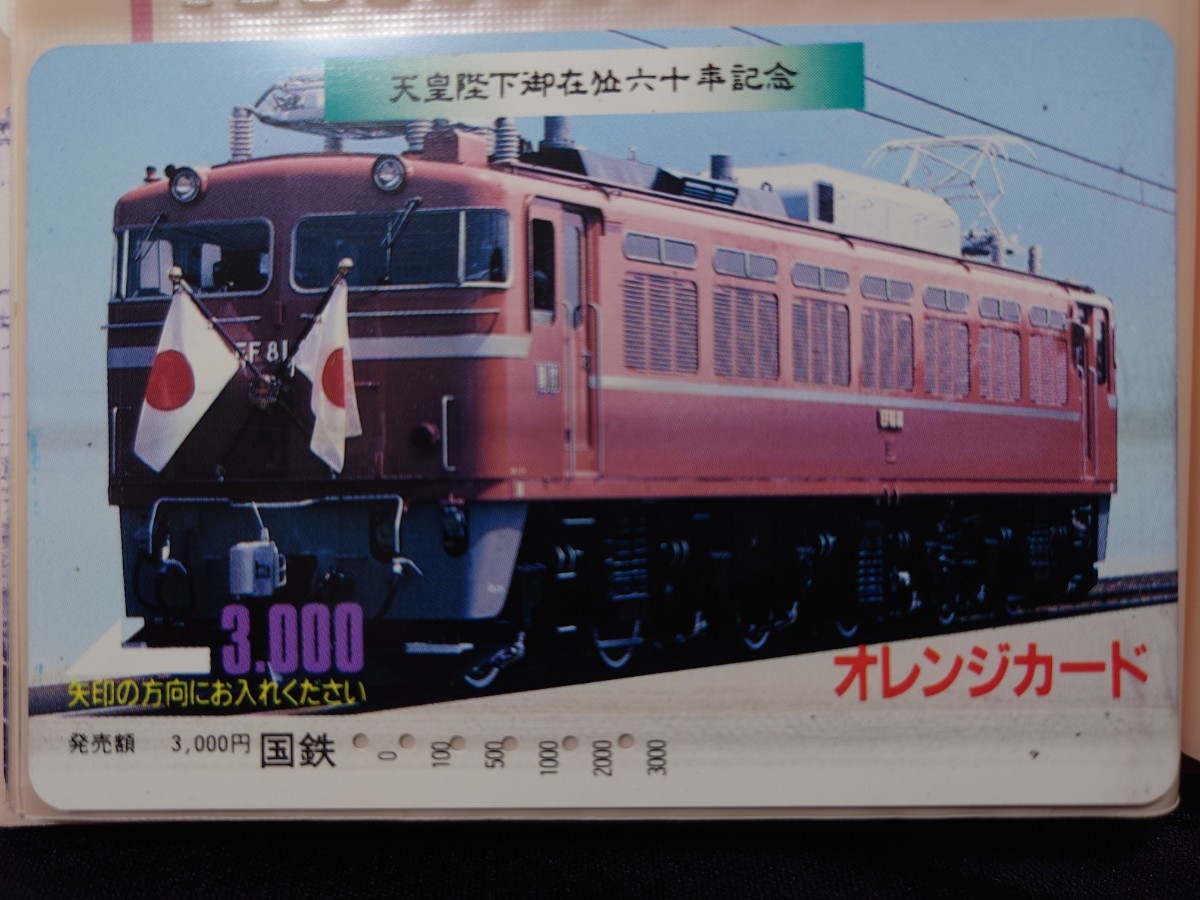 天皇陛下御在位六十年記念
EF 81
3.000
オレンジカード
矢印の方向にお入れください
発売額 3,000円 国鉄 0 100 500 1000 2000 3000